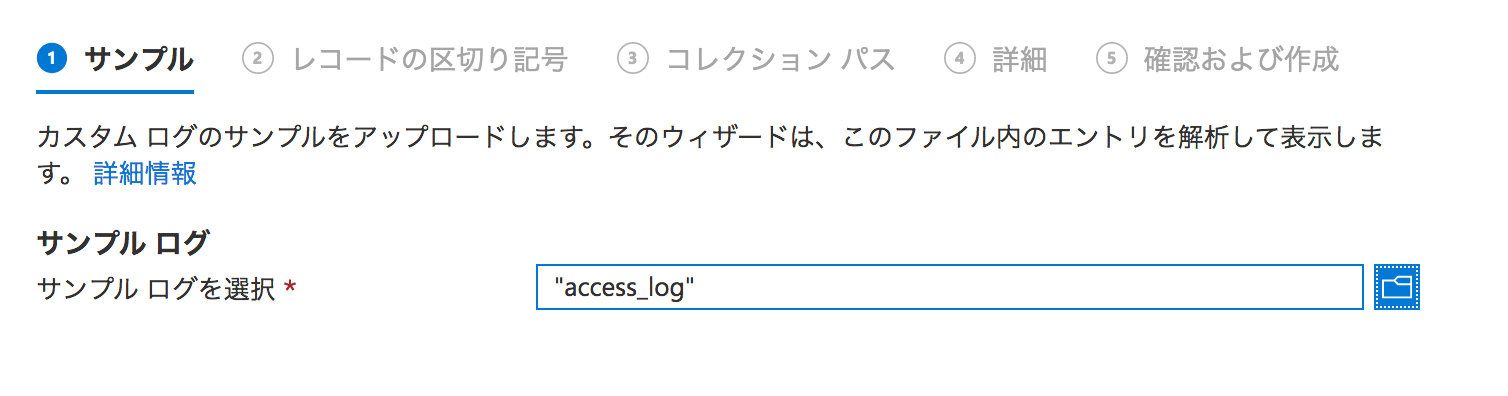 1 サンプル 2 レコードの区切り記号 3 コレクション パス 4 詳細 5 確認および作成
カスタム ログのサンプルをアップロードします。そのウィザードは、このファイル内のエントリを解析して表示しま
す。 詳細情報
サンプル ログ
サンプル ログを選択 * "access_log"